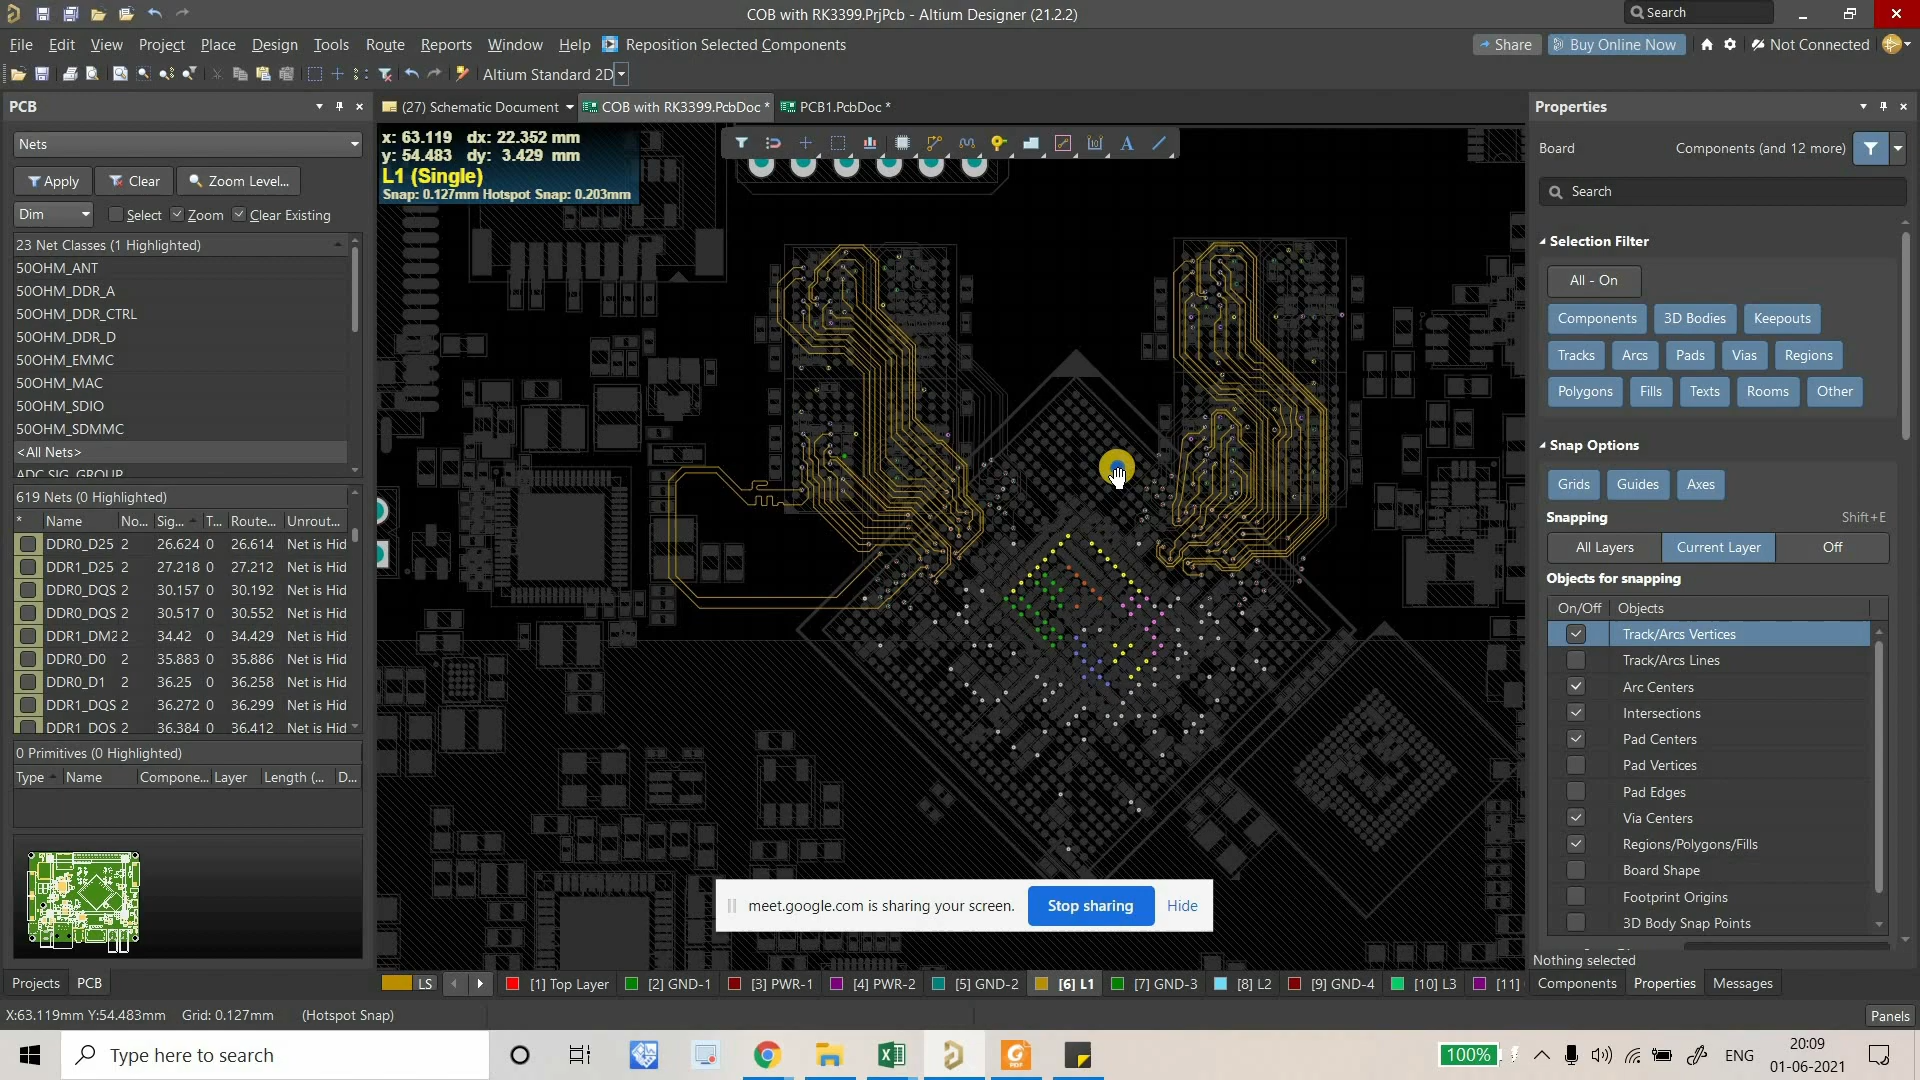 COB with RK3399.PrjPcb - Altium Designer (21.2.2)
Search
File Edit View Project Place Design Tools Route Reports Window Help Reposition Selected Components
Share Buy Online Now Not Connected
Altium Standard 2D
PCB
(27) Schematic Document COB with RK3399.PcbDoc * PCB1.PcbDoc *
Properties
Nets
Apply Clear Zoom Level...
Dim Select Zoom Clear Existing
23 Net Classes (1 Highlighted)
50OHM_ANT
50OHM_DDR_A
50OHM_DDR_CTRL
50OHM_DDR_D
50OHM_EMMC
50OHM_MAC
50OHM_SDIO
50OHM_SDMMC
<All Nets>
ADC SIG GROUP
619 Nets (0 Highlighted)
* Name No... Sig... T... Route... Unrout...
DDR0_D25 2 26.624 0 26.614 Net is Hid
DDR1_D25 2 27.218 0 27.212 Net is Hid
DDR0_DQS 2 30.157 0 30.192 Net is Hid
DDR0_DQS 2 30.517 0 30.552 Net is Hid
DDR1_DM2 2 34.42 0 34.429 Net is Hid
DDR0_D0 2 35.883 0 35.886 Net is Hid
DDR0_D1 2 36.25 0 36.258 Net is Hid
DDR1_DQS 2 36.272 0 36.299 Net is Hid
DDR1_DQS 2 36.384 0 36.412 Net is Hid
0 Primitives (0 Highlighted)
Type Name Compone... Layer Length (... D...
Projects PCB
x: 63.119 dx: 22.352 mm
y: 54.483 dy: 3.429 mm
L1 (Single)
Snap: 0.127mm Hotspot Snap: 0.203mm
meet.google.com is sharing your screen. Stop sharing Hide
LS [1] Top Layer [2] GND-1 [3] PWR-1 [4] PWR-2 [5] GND-2 [6] L1 [7] GND-3 [8] L2 [9] GND-4 [10] L3 [11]
Board Components (and 12 more)
Search
Selection Filter
All - On
Components 3D Bodies Keepouts
Tracks Arcs Pads Vias Regions
Polygons Fills Texts Rooms Other
Snap Options
Grids Guides Axes
Snapping Shift+E
All Layers Current Layer Off
Objects for snapping
On/Off Objects
Track/Arcs Vertices
Track/Arcs Lines
Arc Centers
Intersections
Pad Centers
Pad Vertices
Pad Edges
Via Centers
Regions/Polygons/Fills
Board Shape
Footprint Origins
3D Body Snap Points
Nothing selected
Components Properties Messages
X:63.119mm Y:54.483mm Grid: 0.127mm (Hotspot Snap)
Panels
Type here to search
100% ENG
20:09
01-06-2021